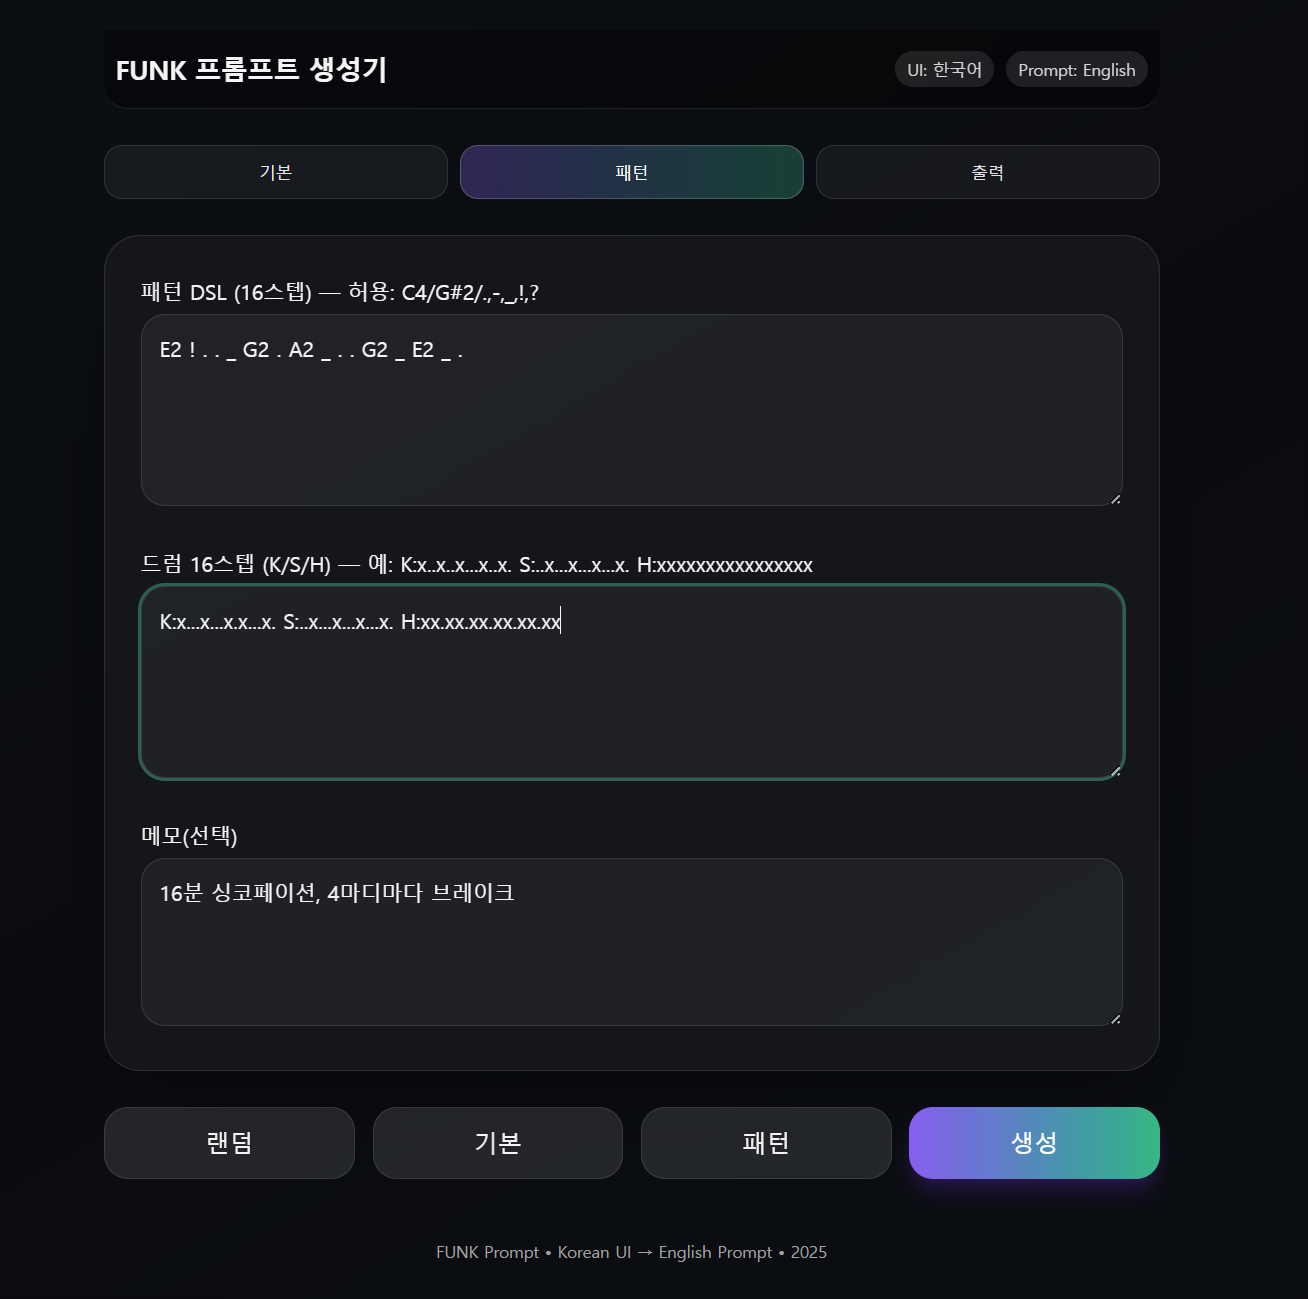 FUNK 프롬프트 생성기
UI: 한국어
Prompt: English
기본
패턴
출력
패턴 DSL (16스텝) — 허용: C4/G#2/.,-,_,!,?
E2 ! . . _ G2 . A2 _ . . G2 _ E2 _ .
드럼 16스텝 (K/S/H) — 예: K:x..x..x...x..x. S:..x...x...x...x. H:xxxxxxxxxxxxxxxx
K:x...x...x.x...x. S:..x...x...x...x. H:xx.xx.xx.xx.xx.xx
메모(선택)
16분 싱코페이션, 4마디마다 브레이크
랜덤
기본
패턴
생성
FUNK Prompt • Korean UI → English Prompt • 2025